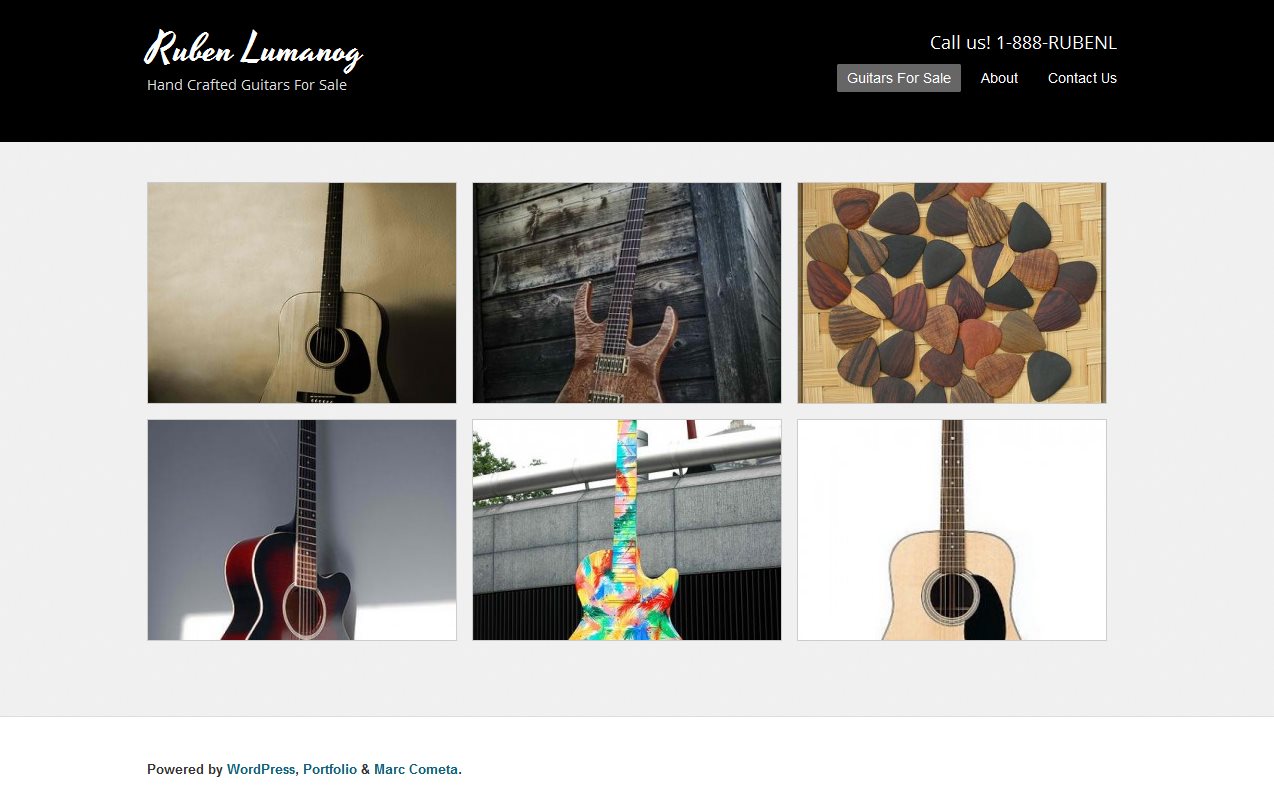 Ruben Lumanog
Call us! 1-888-RUBENL
Hand Crafted Guitars For Sale
Guitars For Sale About Contact Us
Powered by WordPress, Portfolio & Marc Cometa.